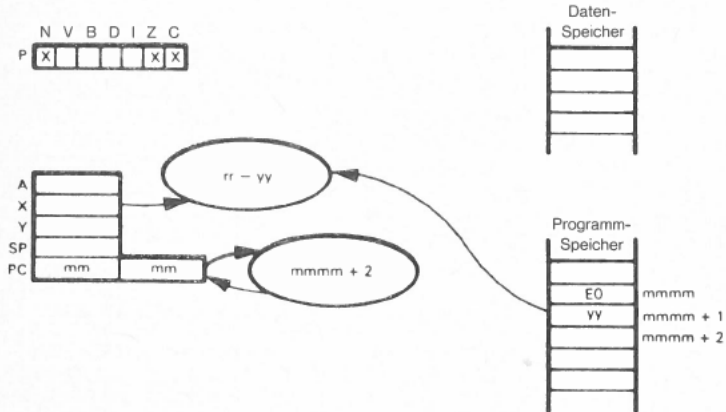 N V B D I Z C
P X X X
Daten-
Speicher
rr – yy
A
X
Y
SP
PC mm mm
mmmm + 2
Programm-
Speicher
E0 mmmm
yy mmmm + 1
mmmm + 2